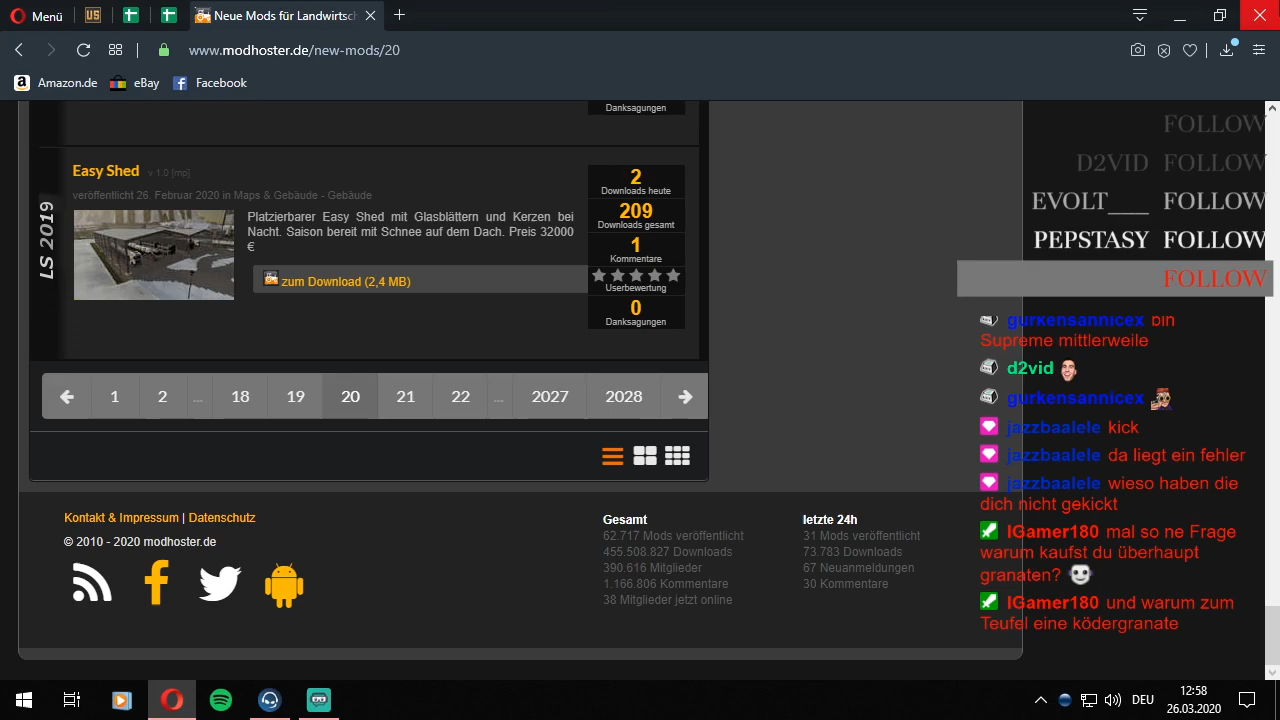 Menü
Neue Mods für Landwirtsch
www.modhoster.de/new-mods/20
Amazon.de eBay Facebook
Danksagungen
LS 2019
Easy Shed v 1.0 [mp]
veröffentlicht 26. Februar 2020 in Maps & Gebäude - Gebäude
Platzierbarer Easy Shed mit Glasblättern und Kerzen bei
Nacht. Saison bereit mit Schnee auf dem Dach. Preis 32000
€
zum Download (2,4 MB)
2
Downloads heute
209
Downloads gesamt
1
Kommentare
Userbewertung
0
Danksagungen
1 2 ... 18 19 20 21 22 ... 2027 2028
Kontakt & Impressum | Datenschutz
© 2010 - 2020 modhoster.de
Gesamt
62.717 Mods veröffentlicht
455.508.827 Downloads
390.616 Mitglieder
1.166.806 Kommentare
38 Mitglieder jetzt online
letzte 24h
31 Mods veröffentlicht
73.783 Downloads
67 Neuanmeldungen
30 Kommentare
FOLLOW
D2VID FOLLOW
EVOLT___ FOLLOW
PEPSTASY FOLLOW
FOLLOW
gurkensannicex bin
Supreme mittlerweile
d2vid
gurkensannicex
jazzbaalele kick
jazzbaalele da liegt ein fehler
jazzbaalele wieso haben die
dich nicht gekickt
IGamer180 mal so ne Frage
warum kaufst du überhaupt
granaten?
IGamer180 und warum zum
Teufel eine ködergranate
DEU
12:58
26.03.2020